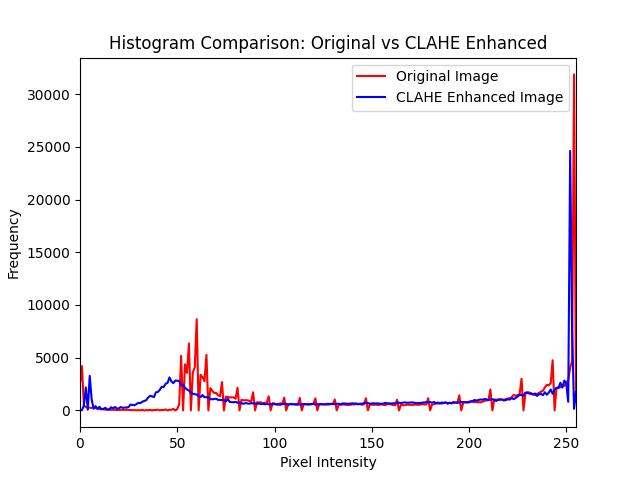 Histogram Comparison: Original vs CLAHE Enhanced
Original Image
CLAHE Enhanced Image
Frequency
30000
25000
20000
15000
10000
5000
0
0 50 100 150 200 250
Pixel Intensity